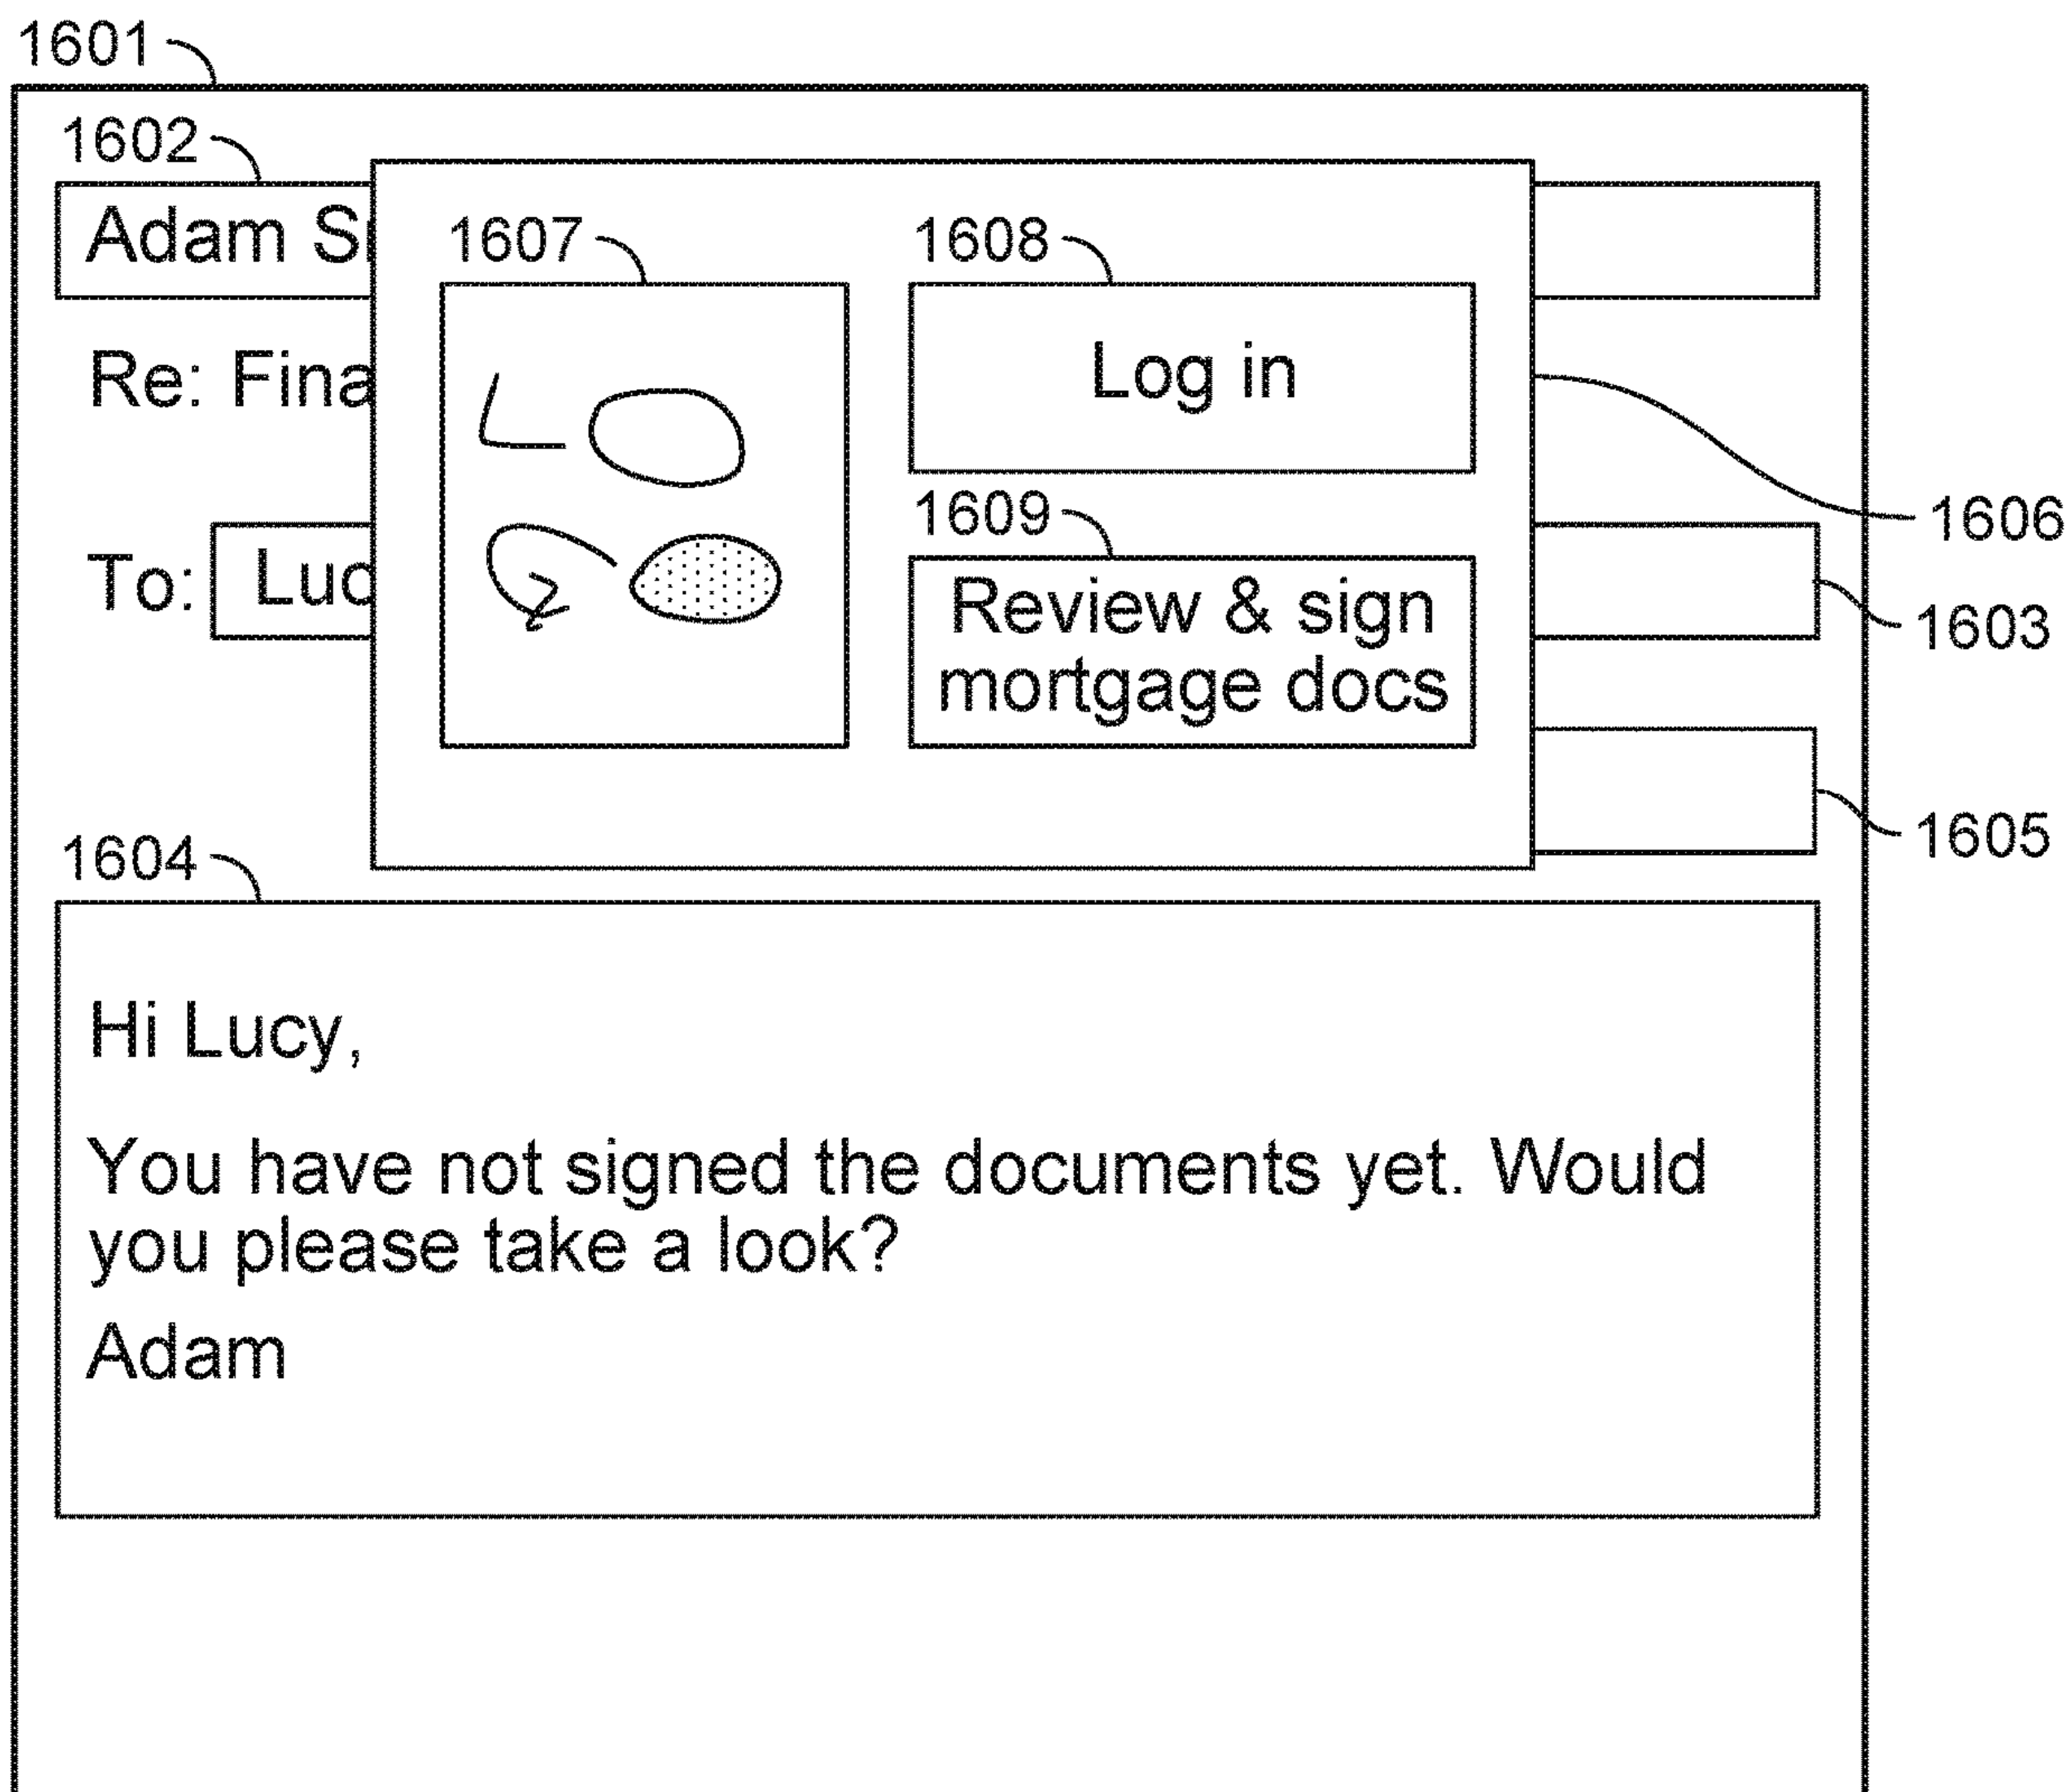 1601
1602
Adam S
1607
1608
Log in
Re: Fina
1609
1606
To: Luc
Review & sign
mortgage docs
1603
1605
1604
Hi Lucy,
You have not signed the documents yet. Would
you please take a look?
Adam